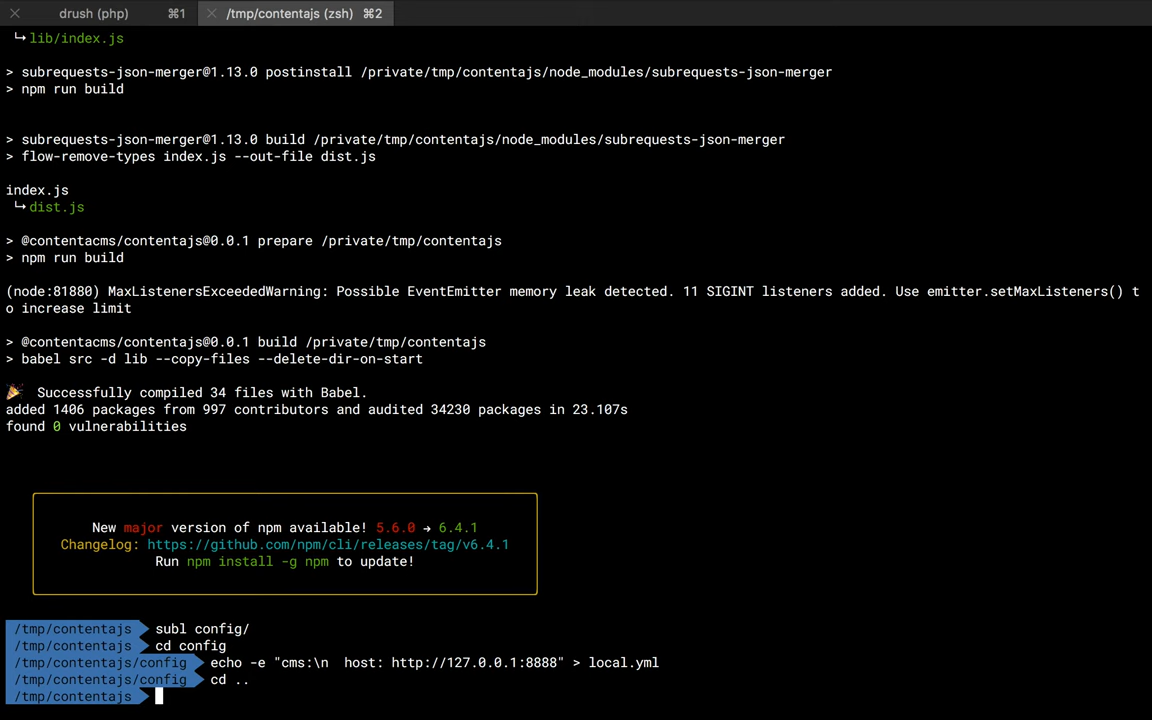 drush (php) ⌘1 /tmp/contentajs (zsh) ⌘2
↳ lib/index.js
> subrequests-json-merger@1.13.0 postinstall /private/tmp/contentajs/node_modules/subrequests-json-merger
> npm run build
> subrequests-json-merger@1.13.0 build /private/tmp/contentajs/node_modules/subrequests-json-merger
> flow-remove-types index.js --out-file dist.js
index.js
↳ dist.js
> @contentacms/contentajs@0.0.1 prepare /private/tmp/contentajs
> npm run build
(node:81880) MaxListenersExceededWarning: Possible EventEmitter memory leak detected. 11 SIGINT listeners added. Use emitter.setMaxListeners() t
o increase limit
> @contentacms/contentajs@0.0.1 build /private/tmp/contentajs
> babel src -d lib --copy-files --delete-dir-on-start
🎉 Successfully compiled 34 files with Babel.
added 1406 packages from 997 contributors and audited 34230 packages in 23.107s
found 0 vulnerabilities
New major version of npm available! 5.6.0 → 6.4.1
Changelog: https://github.com/npm/cli/releases/tag/v6.4.1
Run npm install -g npm to update!
/tmp/contentajs subl config/
/tmp/contentajs cd config
/tmp/contentajs/config echo -e "cms:\n  host: http://127.0.0.1:8888" > local.yml
/tmp/contentajs/config cd ..
/tmp/contentajs